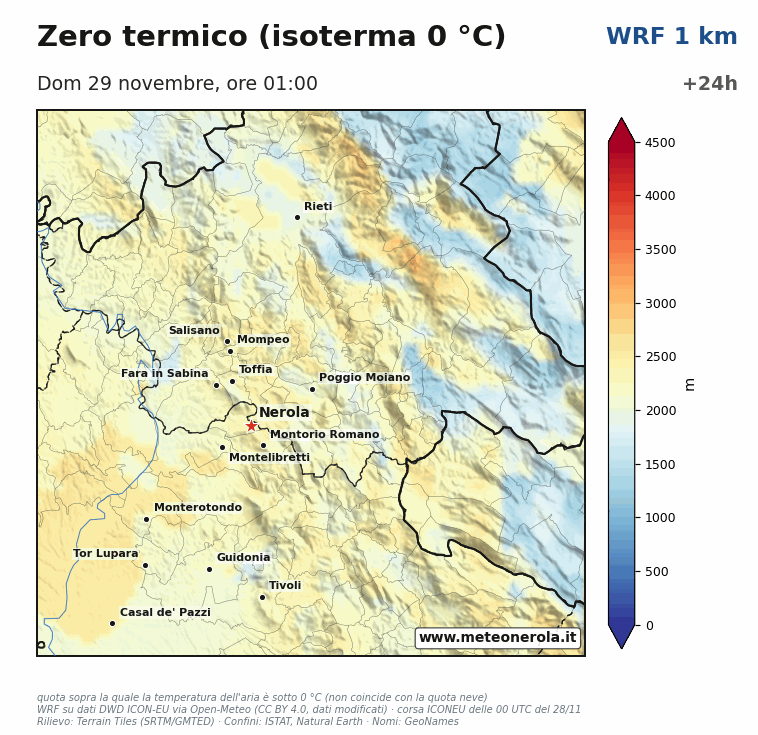 Zero termico (isoterma 0 °C)
WRF 1 km
Dom 29 novembre, ore 01:00
+24h
4500
4000
Rieti
3500
3000
Salisano
Mompeo
2500
Fara in Sabina
Toffia
Poggio Moiano
m
Nerola
2000
Montorio Romano
Montelibretti
1500
Monterotondo
1000
Tor Lupara
Guidonia
500
Tivoli
Casal de' Pazzi
0
www.meteonerola.it
quota sopra la quale la temperatura dell'aria è sotto 0 °C (non coincide con la quota neve)
WRF su dati DWD ICON-EU via Open-Meteo (CC BY 4.0, dati modificati) · corsa ICONEU delle 00 UTC del 28/11
Rilievo: Terrain Tiles (SRTM/GMTED) · Confini: ISTAT, Natural Earth · Nomi: GeoNames